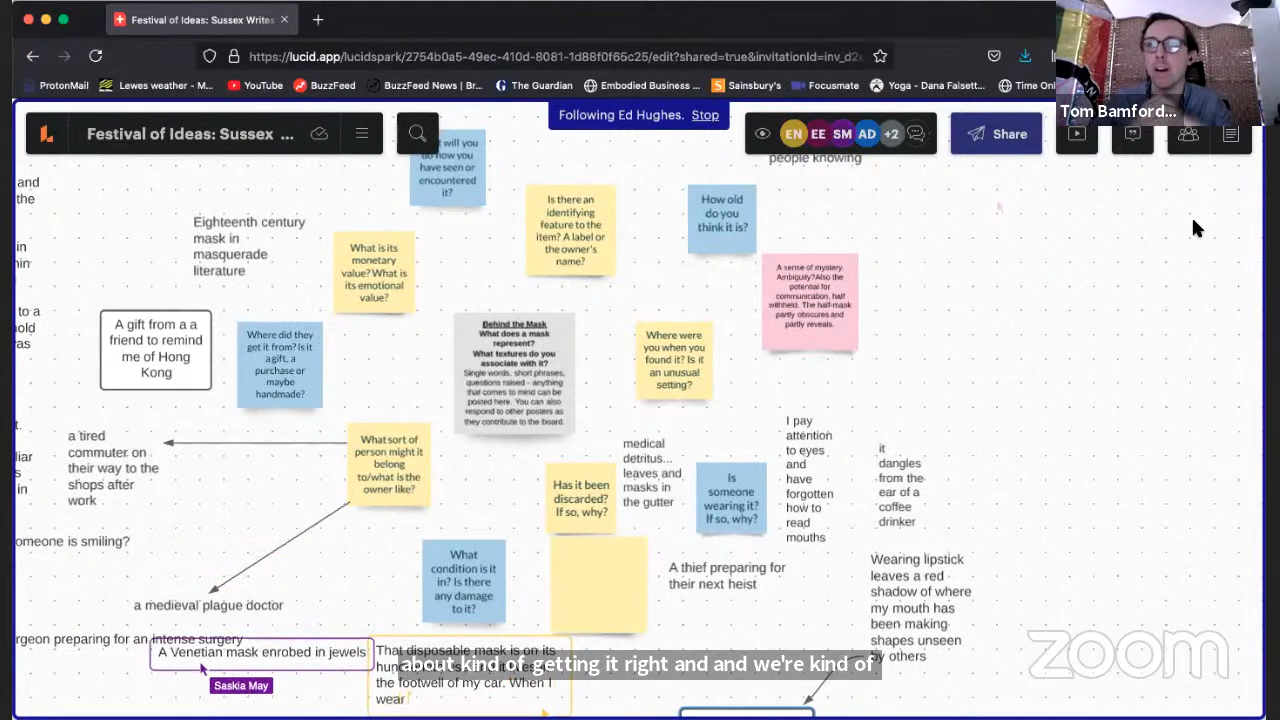 Festival of Ideas: Sussex Writes
https://lucid.app/lucidspark/2754b0a5-49ec-410d-8081-1d88f0f65c25/edit?shared=true&invitationId=inv_d2
ProtonMail
Lewes weather - M...
YouTube
BuzzFeed
BuzzFeed News | Br...
The Guardian
Embodied Business ...
Sainsbury's
Focusmate
Yoga - Dana Falsett...
Time Onli
Tom Bamford...
Following Ed Hughes. Stop
Festival of Ideas: Sussex ...
EN
EE
SM
AD
+2
Share
people knowing
will you
do now you
have seen or
encountered
it?
Is there an
identifying
feature to the
item? A label or
the owner's
name?
How old
do you
think it is?
and
the
in
to a
Eighteenth century
mask in
masquerade
literature
What is its
monetary
value? What is
its emotional
value?
A sense of mystery.
Ambiguity?Also the
potential for
communication, half
withheld. The half-mask
partly obscures and
partly reveals.
A gift from a a
friend to remind
me of Hong
Kong
Where did they
get it from? Is it
a gift, a
purchase or
maybe
handmade?
Behind the Mask
What does a mask
represent?
What textures do you
associate with it?
Single words, short phrases,
questions raised - anything
that comes to mind can be
posted here. You can also
respond to other posters as
they contribute to the board.
Where were
you when you
found it? Is it
an unusual
setting?
a tired
commuter on
their way to the
shops after
work
What sort of
person might it
belong
to/what is the
owner like?
Has it been
discarded?
If so, why?
medical
detritus...
leaves and
masks in
the gutter
Is
someone
wearing it?
If so, why?
I pay
attention
to eyes
and
have
forgotten
how to
read
mouths
it
dangles
from the
ear of a
coffee
drinker
in
omeone is smiling?
What
condition is it
in? Is there
any damage
to it?
A thief preparing for
their next heist
Wearing lipstick
leaves a red
shadow of where
my mouth has
been making
shapes unseen
by others
a medieval plague doctor
rgeon preparing for an intense surgery
A Venetian mask enrobed in jewels
Saskia May
That disposable mask is on its
the footwell of my car. When I
wear
about kind of getting it right and and we're kind of
zoom